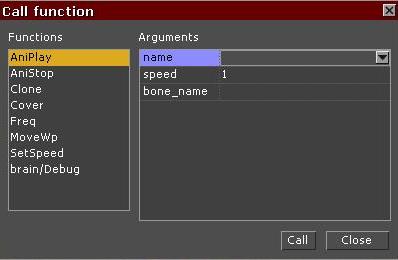 Call function
Functions
Arguments
AniPlay
AniStop
Clone
Cover
Freq
MoveWp
SetSpeed
brain/Debug
name
speed 1
bone_name
Call
Close